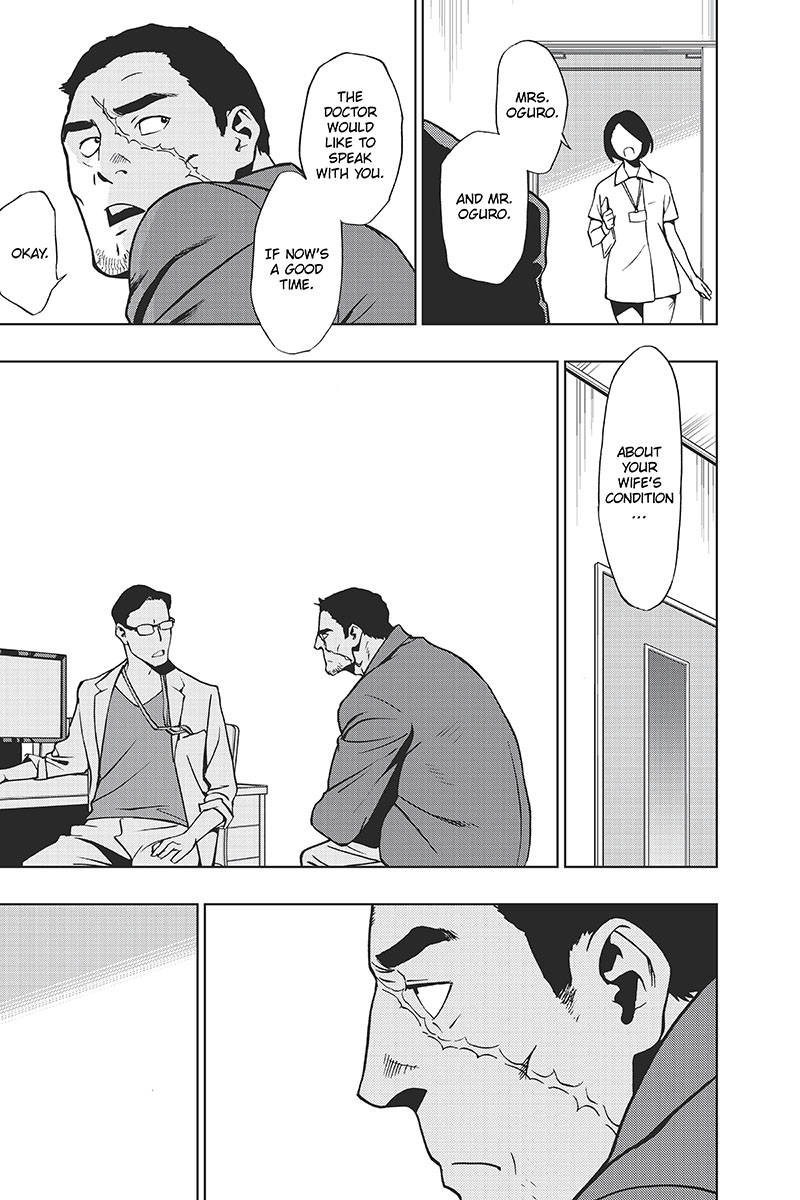 MRS.
OGURO.
AND MR.
OGURO.
THE
DOCTOR
WOULD
LIKE TO
SPEAK
WITH YOU.
IF NOW'S
A GOOD
TIME.
OKAY.
ABOUT
YOUR
WIFE'S
CONDITION
...